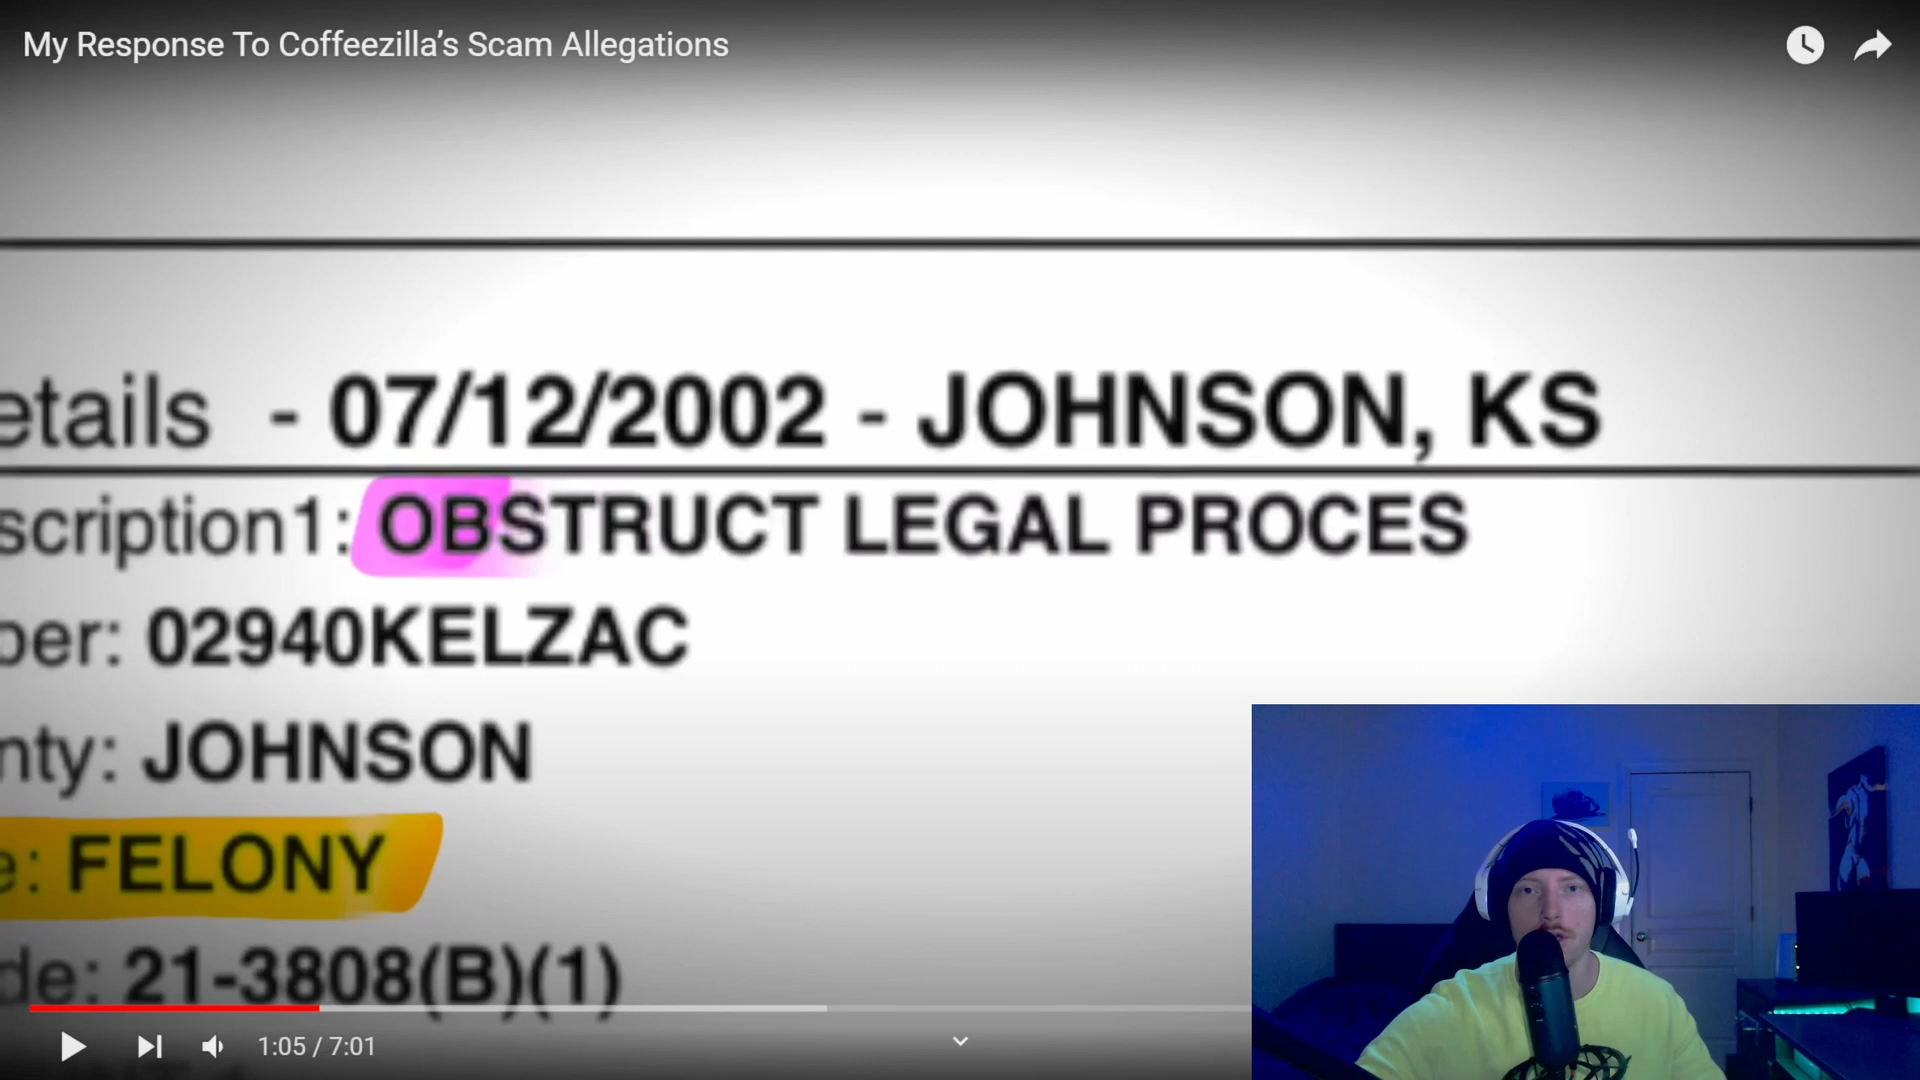 My Response To Coffeezilla’s Scam Allegations
etails - 07/12/2002 - JOHNSON, KS
scription1: OBSTRUCT LEGAL PROCES
ber: 02940KELZAC
nty: JOHNSON
e: FELONY
de: 21-3808(B)(1)
1:05 / 7:01